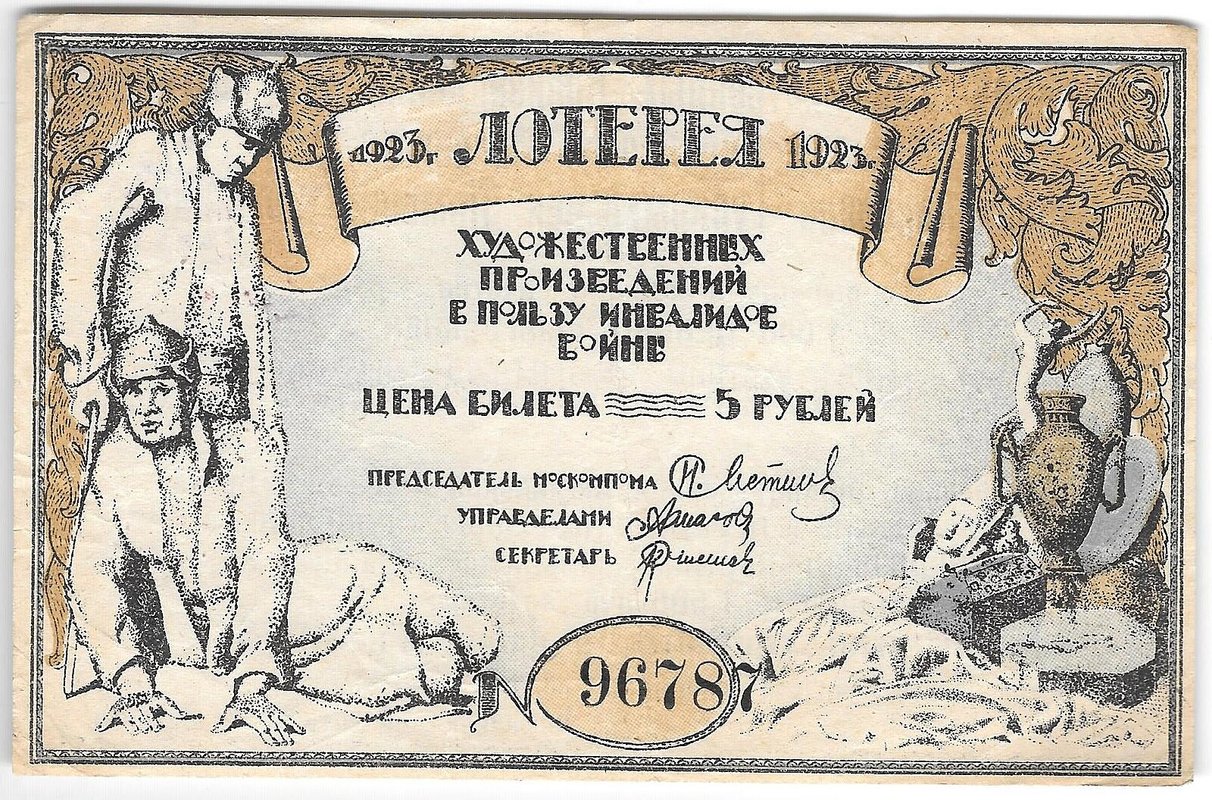 1923г. ЛОТЕРЕЯ 1923г.
ХУДОЖЕСТВЕННЫХ
ПРОИЗВЕДЕНИЙ
В ПОЛЬЗУ ИНВАЛИДОВ
ВОЙНЫ
ЦЕНА БИЛЕТА 5 РУБЛЕЙ
ПРЕДСЕДАТЕЛЬ МОСКОМПОМА
УПРАВДЕЛАМИ
СЕКРЕТАРЬ
N 96787